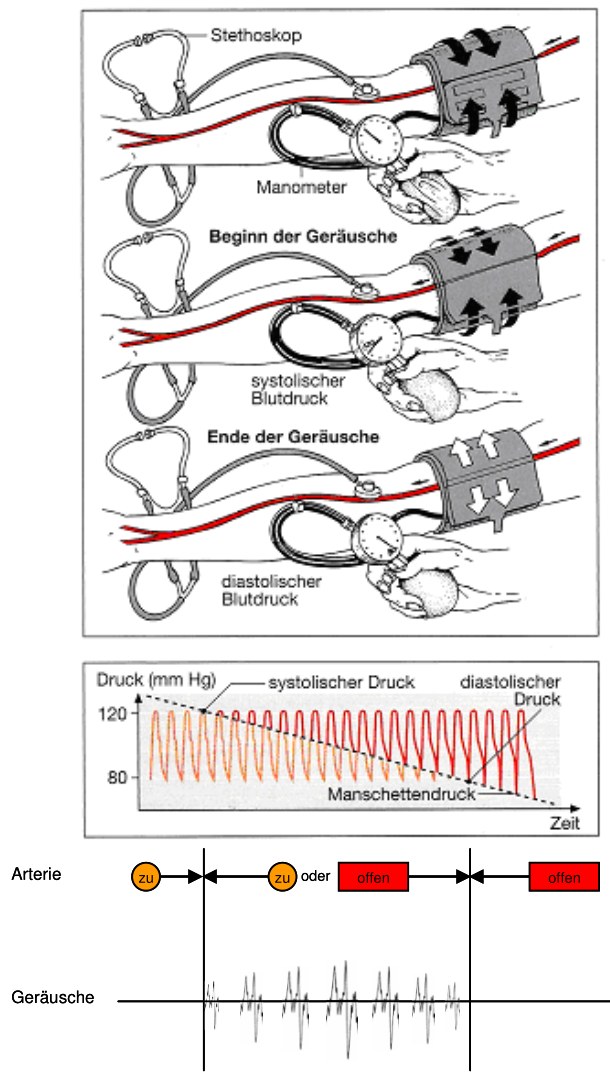 Stethoskop
Manometer
Beginn der Geräusche
systolischer
Blutdruck
Ende der Geräusche
diastolischer
Blutdruck
Druck (mm Hg)
systolischer Druck
diastolischer
Druck
120
80
Manschettendruck
Zeit
Arterie
zu
zu oder offen
offen
Geräusche